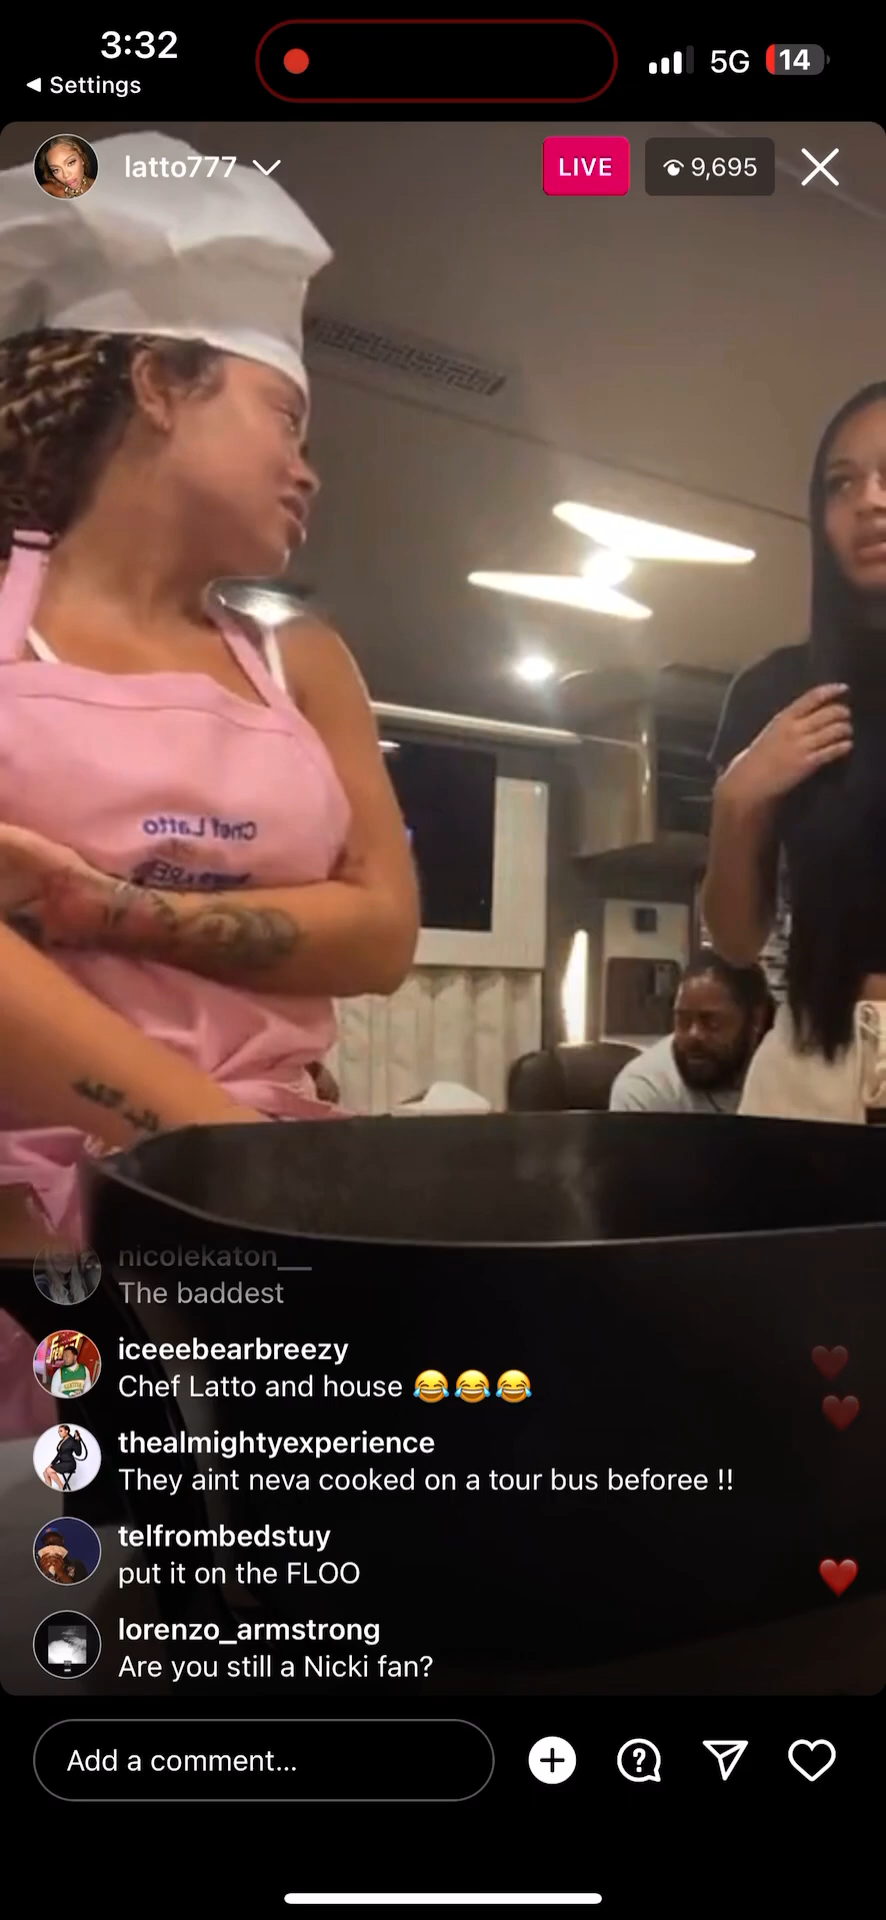 3:32
Settings
5G
14
latto777
LIVE
9,695
Chef Latto
nicolekaton__
The baddest
iceeebearbreezy
Chef Latto and house 😂😂😂
thealmightyexperience
They aint neva cooked on a tour bus beforee !!
telfrombedstuy
put it on the FLOO
lorenzo_armstrong
Are you still a Nicki fan?
Add a comment...